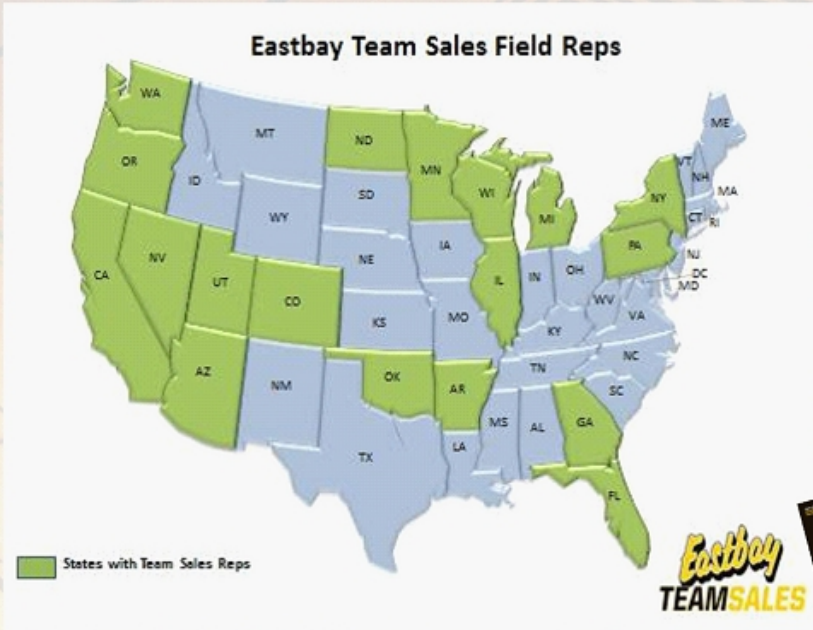 Eastbay Team Sales Field Reps
WA
MT
ND
ME
OR
ID
MN
VT
NH
SD
WI
MA
WY
NY
MI
CT
RI
IA
PA
NV
NE
NJ
CA
UT
IL
IN
OH
DC
MD
CO
WV
KS
MO
VA
KY
NC
AZ
TN
OK
NM
AR
SC
MS
AL
GA
TX
LA
FL
States with Team Sales Reps
Eastbay
TEAMSALES